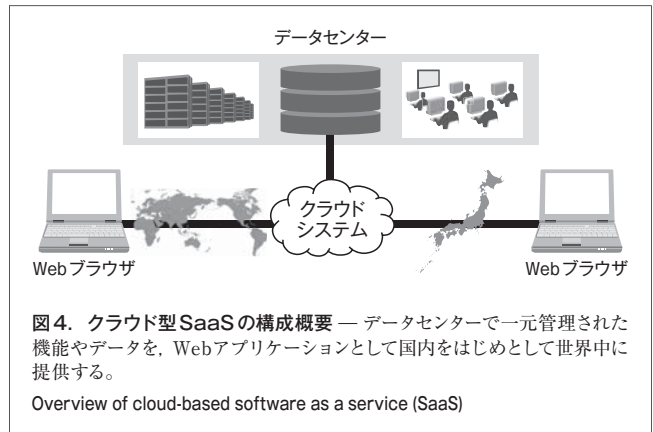 データセンター
クラウド
システム
Webブラウザ
Webブラウザ
図4. クラウド型SaaSの構成概要 ― データセンターで一元管理された
機能やデータを，Webアプリケーションとして国内をはじめとして世界中に
提供する。
Overview of cloud-based software as a service (SaaS)